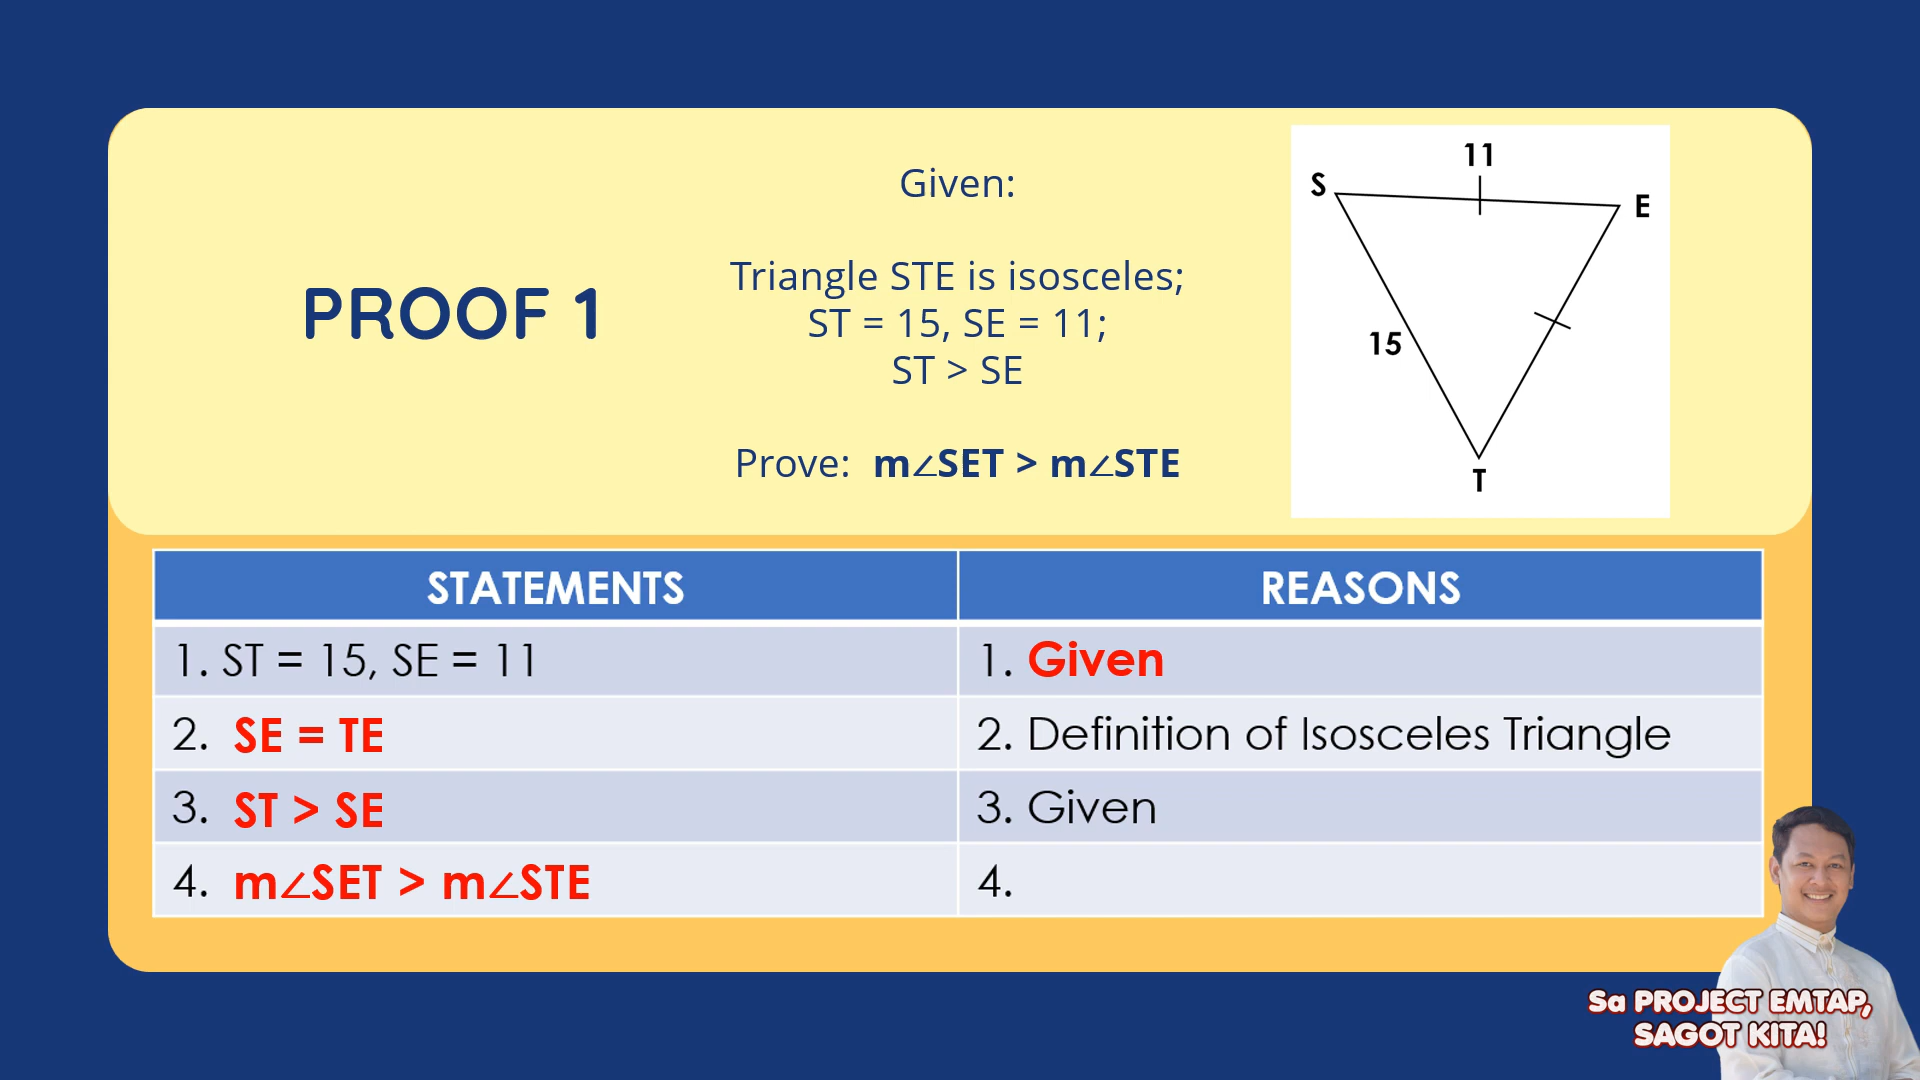 PROOF 1
Given:
Triangle STE is isosceles;
ST = 15, SE = 11;
ST > SE
Prove: m∠SET > m∠STE
11
S
E
15
T
STATEMENTS
REASONS
1. ST = 15, SE = 11
1. Given
2. SE = TE
2. Definition of Isosceles Triangle
3. ST > SE
3. Given
4. m∠SET > m∠STE
4.
Sa PROJECT EMTAP,
SAGOT KITA!